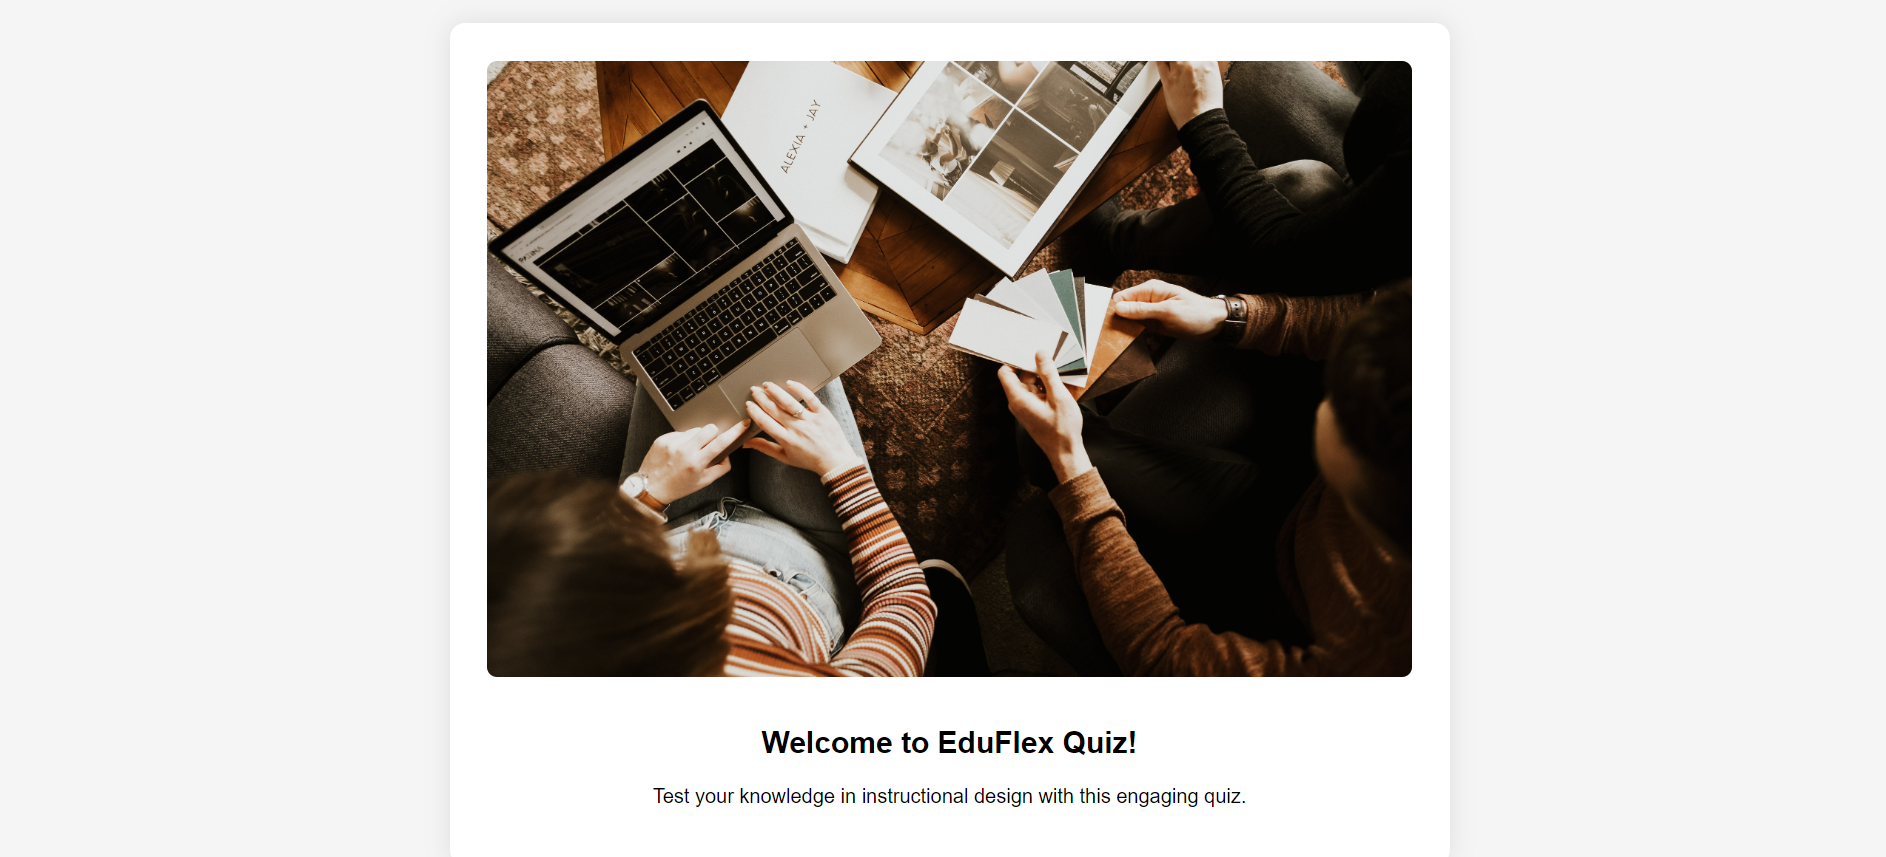 ALEXIA + JAY
Welcome to EduFlex Quiz!
Test your knowledge in instructional design with this engaging quiz.